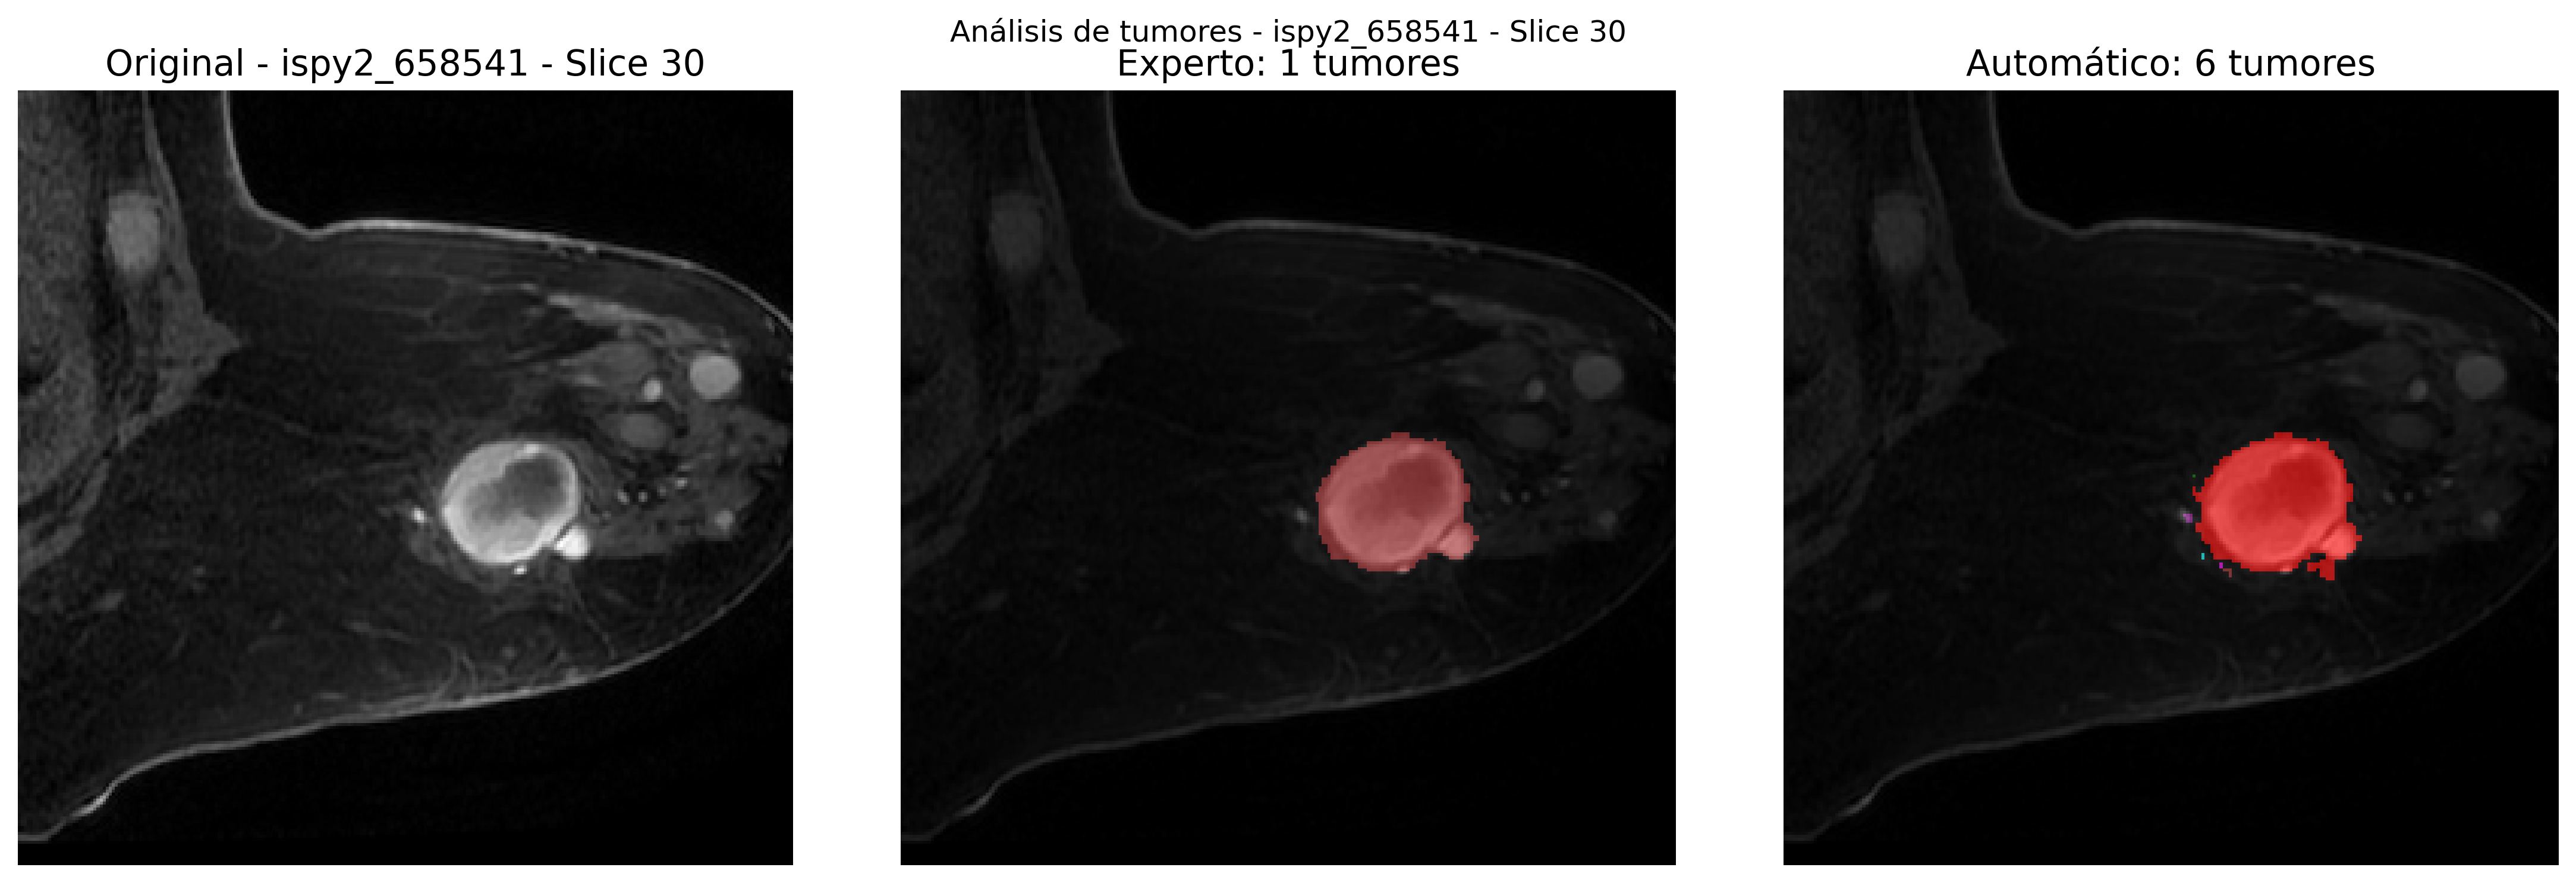 Análisis de tumores - ispy2_658541 - Slice 30
Original - ispy2_658541 - Slice 30
Experto: 1 tumores
Automático: 6 tumores